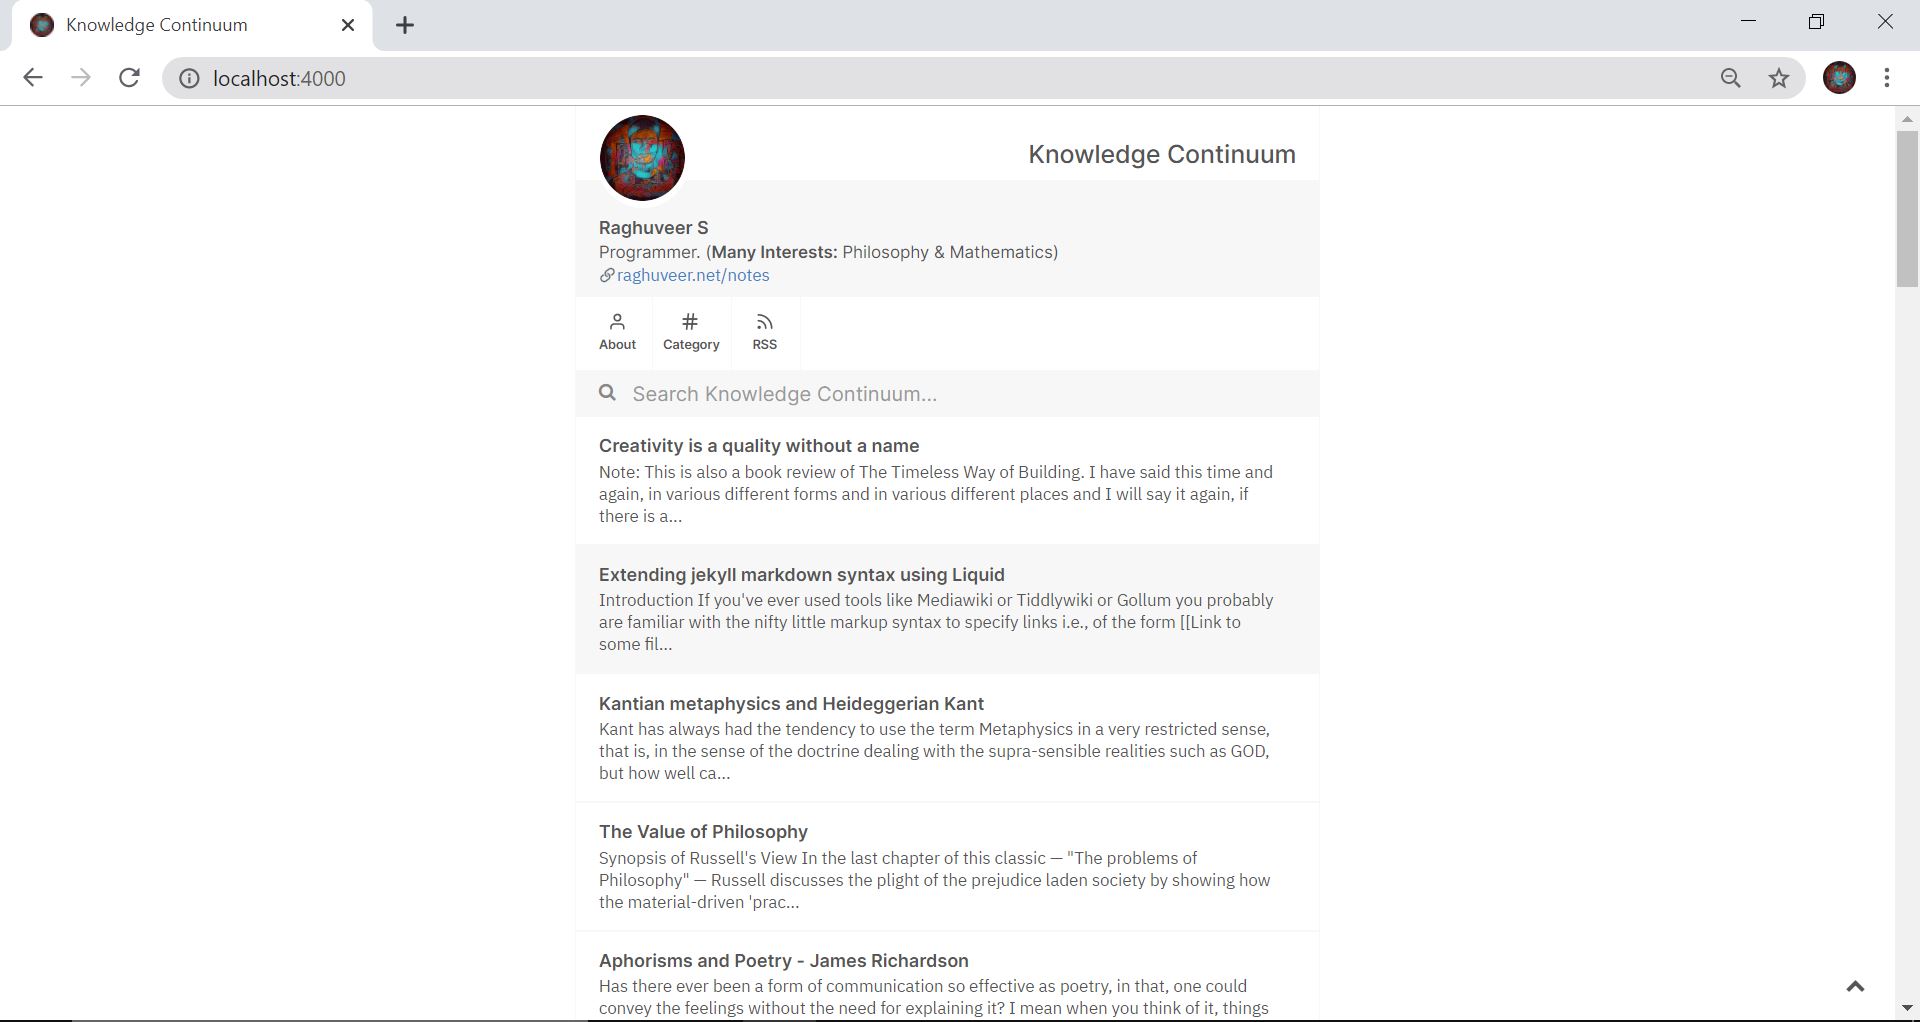 Knowledge Continuum
localhost:4000
Knowledge Continuum
Raghuveer S
Programmer. (Many Interests: Philosophy & Mathematics)
raghuveer.net/notes
About Category RSS
Search Knowledge Continuum...
Creativity is a quality without a name
Note: This is also a book review of The Timeless Way of Building. I have said this time and
again, in various different forms and in various different places and I will say it again, if
there is a...
Extending jekyll markdown syntax using Liquid
Introduction If you've ever used tools like Mediawiki or Tiddlywiki or Gollum you probably
are familiar with the nifty little markup syntax to specify links i.e., of the form [[Link to
some fil...
Kantian metaphysics and Heideggerian Kant
Kant has always had the tendency to use the term Metaphysics in a very restricted sense,
that is, in the sense of the doctrine dealing with the supra-sensible realities such as GOD,
but how well ca...
The Value of Philosophy
Synopsis of Russell's View In the last chapter of this classic — "The problems of
Philosophy" — Russell discusses the plight of the prejudice laden society by showing how
the material-driven 'prac...
Aphorisms and Poetry - James Richardson
Has there ever been a form of communication so effective as poetry, in that, one could
convey the feelings without the need for explaining it? I mean when you think of it, things